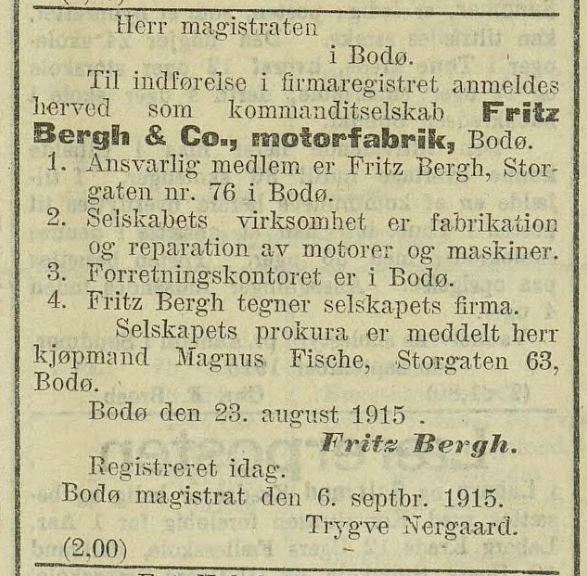 Herr magistraten
i Bodø.
Til indførelse i firmaregistret anmeldes
herved som kommanditselskab Fritz
Bergh & Co., motorfabrik, Bodø.
1. Ansvarlig medlem er Fritz Bergh, Stor-
gaten nr. 76 i Bodø.
2. Selskabets virksomhet er fabrikation
og reparation av motorer og maskiner.
3. Forretningskontoret er i Bodø.
4. Fritz Bergh tegner selskapets firma.
Selskapets prokura er meddelt herr
kjøpmand Magnus Fische, Storgaten 63,
Bodø.
Bodø den 23. august 1915 .
Fritz Bergh.
Registreret idag.
Bodø magistrat den 6. septbr. 1915.
Trygve Nergaard.
(2,00)